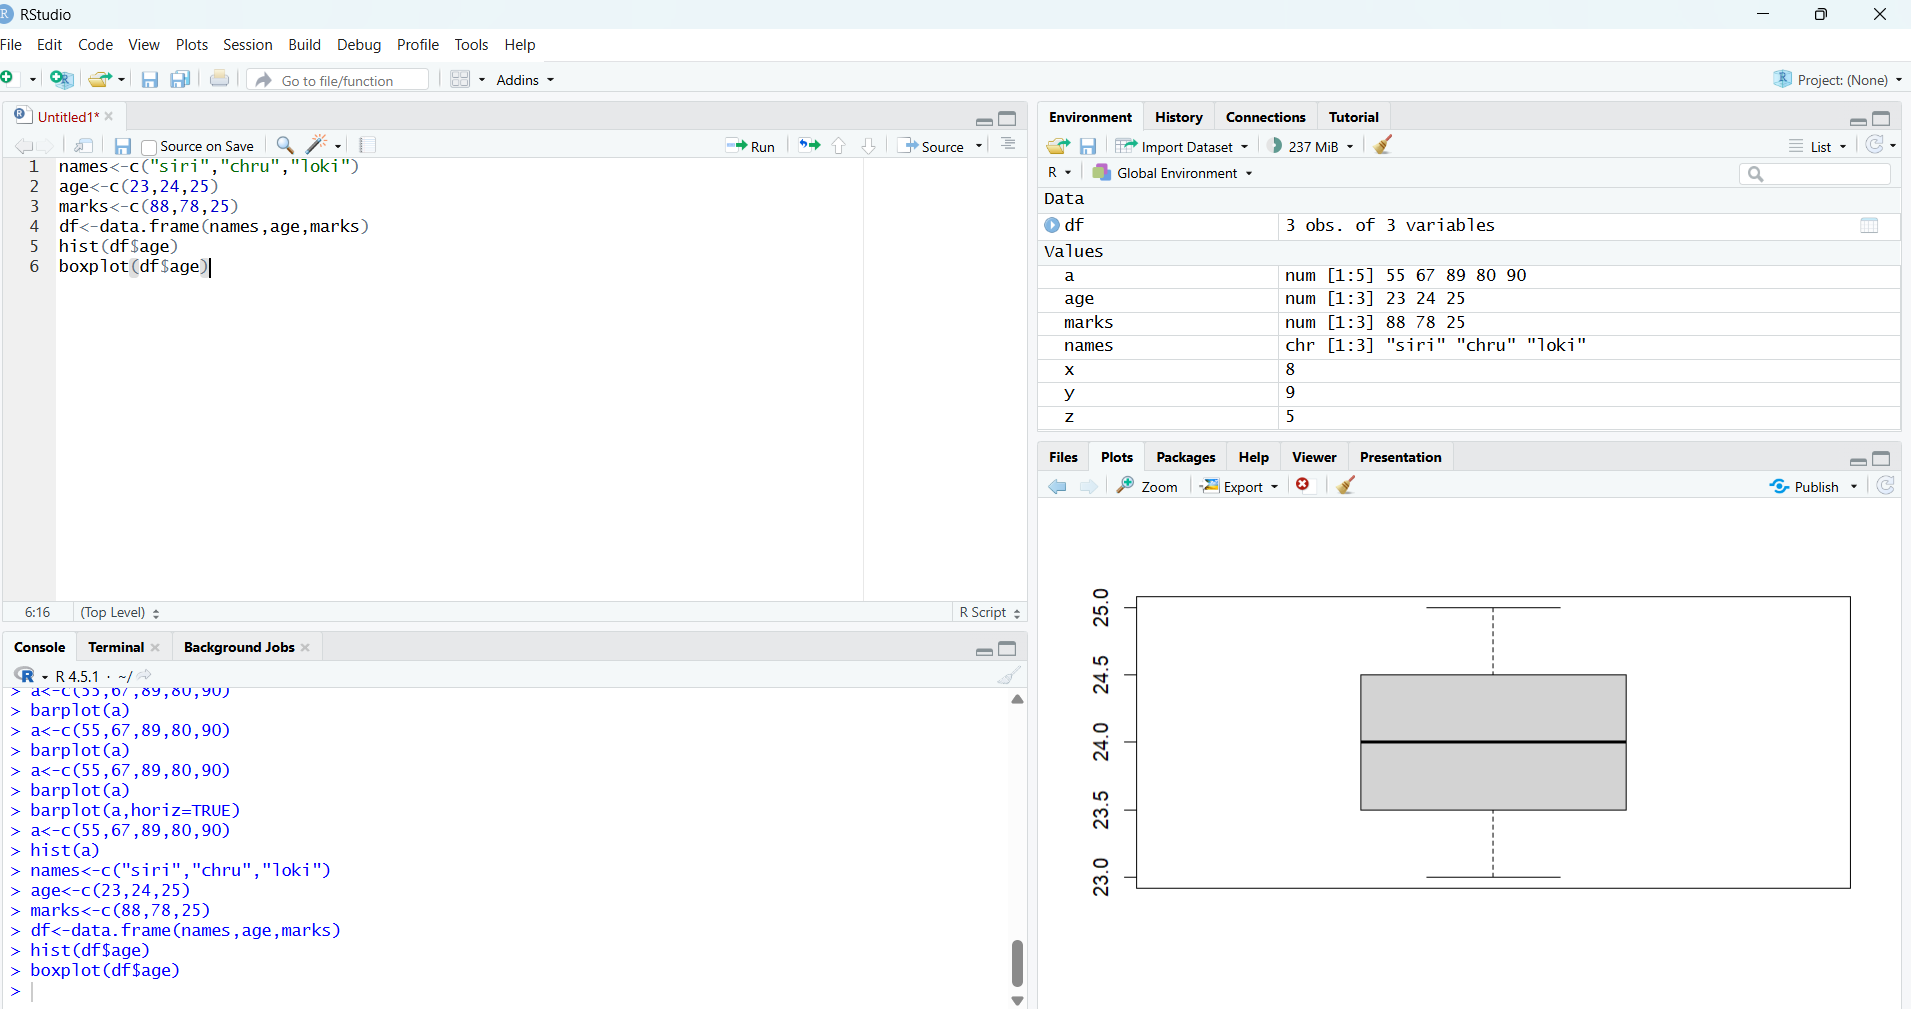 RStudio
File Edit Code View Plots Session Build Debug Profile Tools Help
Go to file/function Addins Project: (None)
Untitled1*
Source on Save Run Source
1 names<-c("siri","chru","loki")
2 age<-c(23,24,25)
3 marks<-c(88,78,25)
4 df<-data.frame(names,age,marks)
5 hist(df$age)
6 boxplot(df$age)
6:16 (Top Level) R Script
Console Terminal Background Jobs
R 4.5.1 · ~/
> a<-c(55,67,89,80,90)
> barplot(a)
> a<-c(55,67,89,80,90)
> barplot(a)
> a<-c(55,67,89,80,90)
> barplot(a)
> barplot(a,horiz=TRUE)
> a<-c(55,67,89,80,90)
> hist(a)
> names<-c("siri","chru","loki")
> age<-c(23,24,25)
> marks<-c(88,78,25)
> df<-data.frame(names,age,marks)
> hist(df$age)
> boxplot(df$age)
>
Environment History Connections Tutorial
Import Dataset 237 MiB List
R Global Environment
Data
df 3 obs. of 3 variables
Values
a num [1:5] 55 67 89 80 90
age num [1:3] 23 24 25
marks num [1:3] 88 78 25
names chr [1:3] "siri" "chru" "loki"
x 8
y 9
z 5
Files Plots Packages Help Viewer Presentation
Zoom Export Publish
25.0
24.5
24.0
23.5
23.0